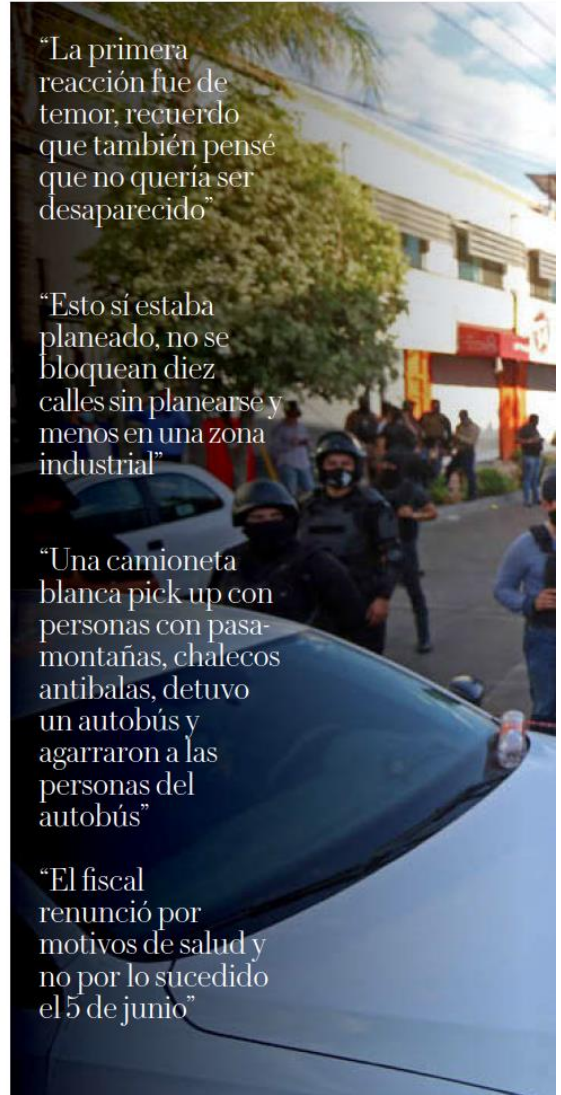 “La primera
reacción fue de
temor, recuerdo
que también pensé
que no quería ser
desaparecido”
“Esto sí estaba
planeado, no se
bloquean diez
calles sin planearse y
menos en una zona
industrial”
“Una camioneta
blanca pick up con
personas con pasa-
montañas, chalecos
antibalas, detuvo
un autobús y
agarraron a las
personas del
autobús”
“El fiscal
renunció por
motivos de salud y
no por lo sucedido
el 5 de junio”